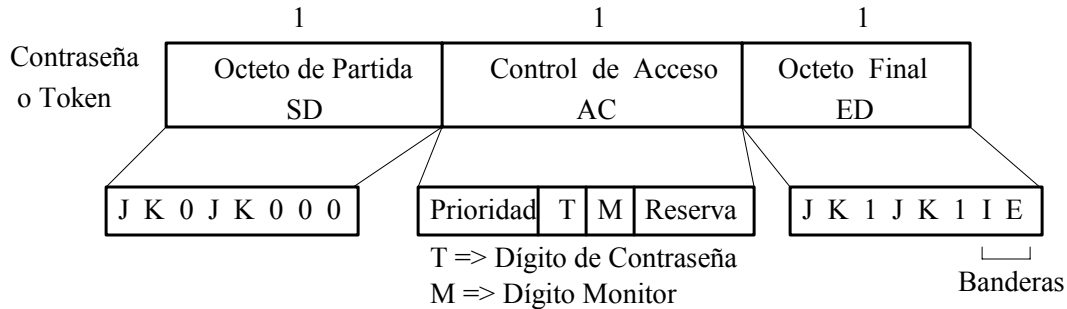 1 1 1
Contraseña
o Token
Octeto de Partida
SD
Control de Acceso
AC
Octeto Final
ED
J K 0 J K 0 0 0
Prioridad T M Reserva
J K 1 J K 1 I E
T => Dígito de Contraseña
M => Dígito Monitor
Banderas